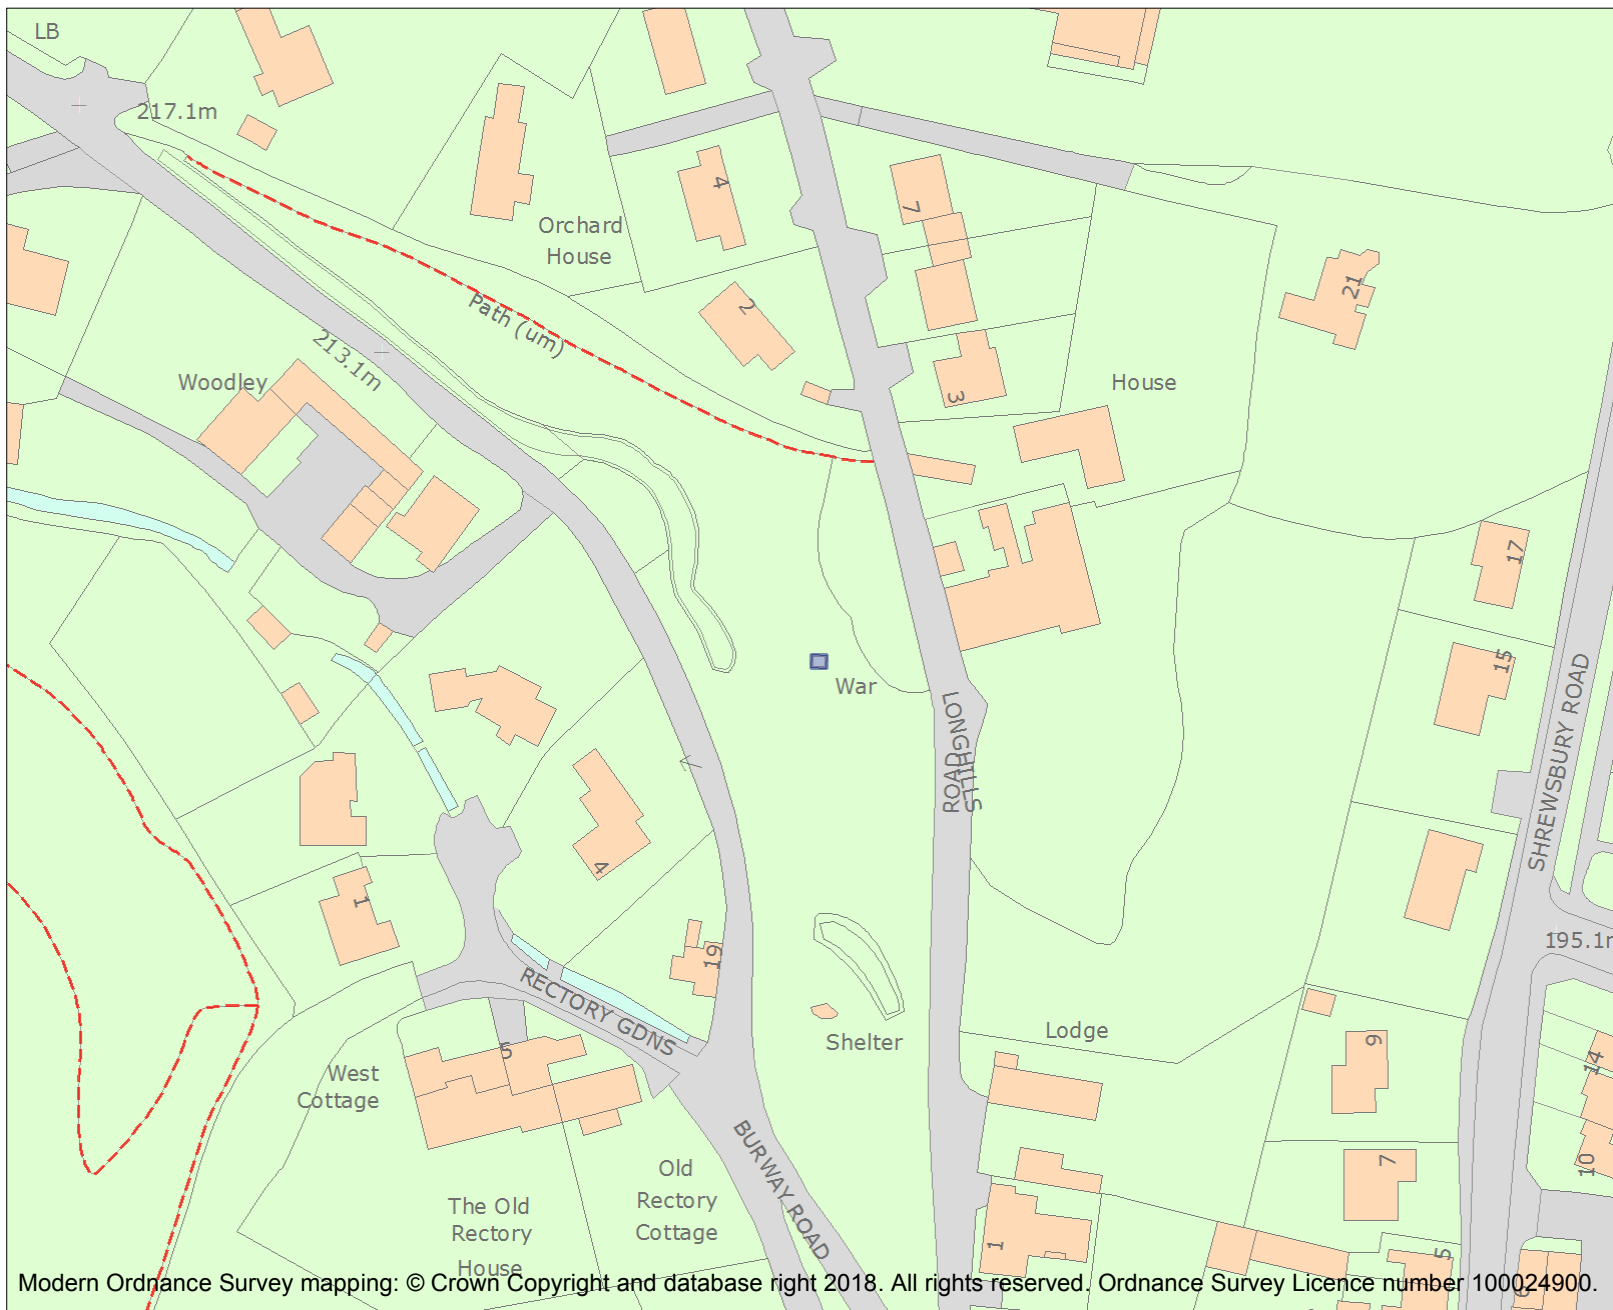 LB
217.1m
Orchard
House
4
7
2
21
Path (um)
213.1m
Woodley
3
House
17
15
War
LONGHILLS
ROAD
SHREWSBURY ROAD
4
1
19
195.1m
RECTORY GDNS
Shelter
Lodge
5
West
Cottage
9
14
10
7
BURWAY ROAD
Old
Rectory
Cottage
The Old
Rectory
House
1
5
6
Modern Ordnance Survey mapping: © Crown Copyright and database right 2018. All rights reserved. Ordnance Survey Licence number 100024900.